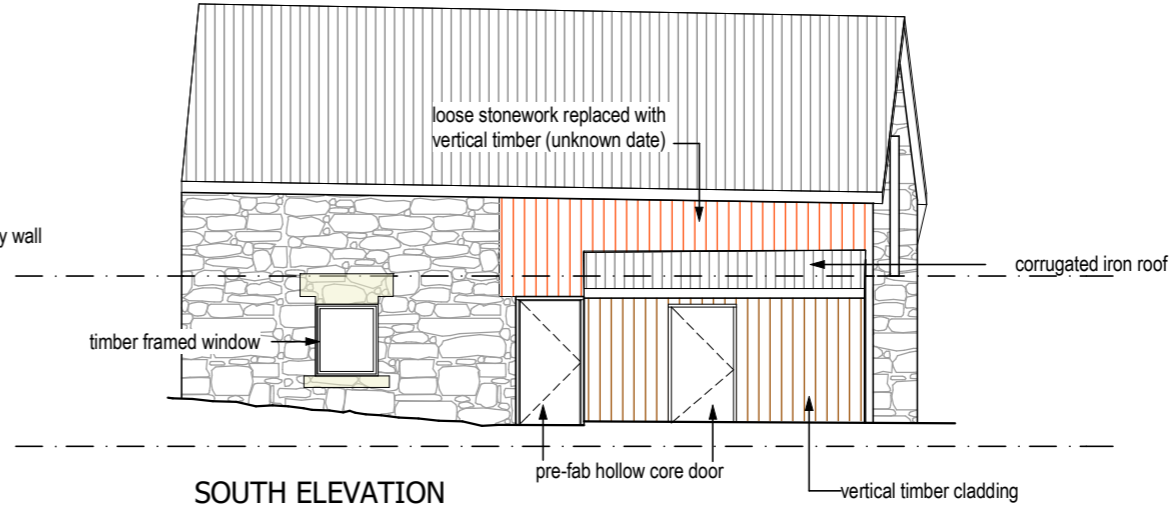 loose stonework replaced with
vertical timber (unknown date)
y wall
corrugated iron roof
timber framed window
pre-fab hollow core door
vertical timber cladding
SOUTH ELEVATION